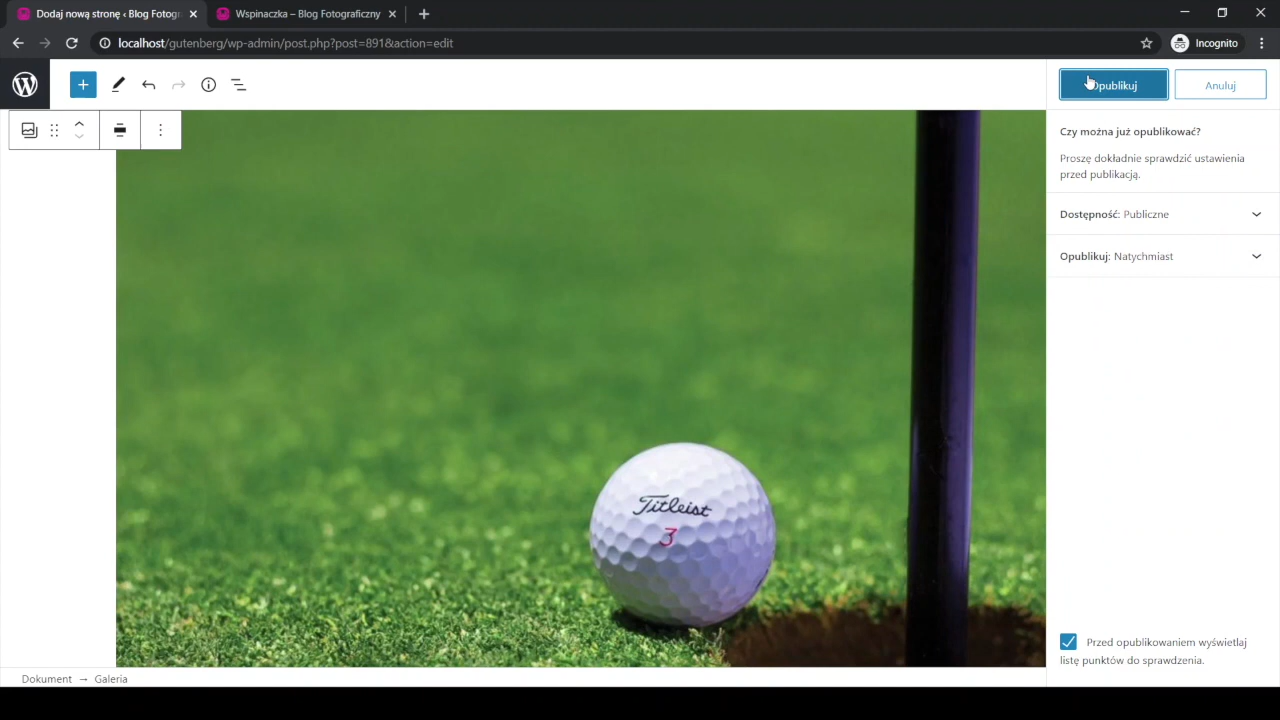 Dodaj nową stronę ‹ Blog Fotogr
Wspinaczka – Blog Fotograficzny
localhost/gutenberg/wp-admin/post.php?post=891&action=edit
Incognito
Opublikuj
Anuluj
Czy można już opublikować?
Proszę dokładnie sprawdzić ustawienia
przed publikacją.
Dostępność: Publiczne
Opublikuj: Natychmiast
Titleist
3
Przed opublikowaniem wyświetlaj
listę punktów do sprawdzenia.
Dokument → Galeria